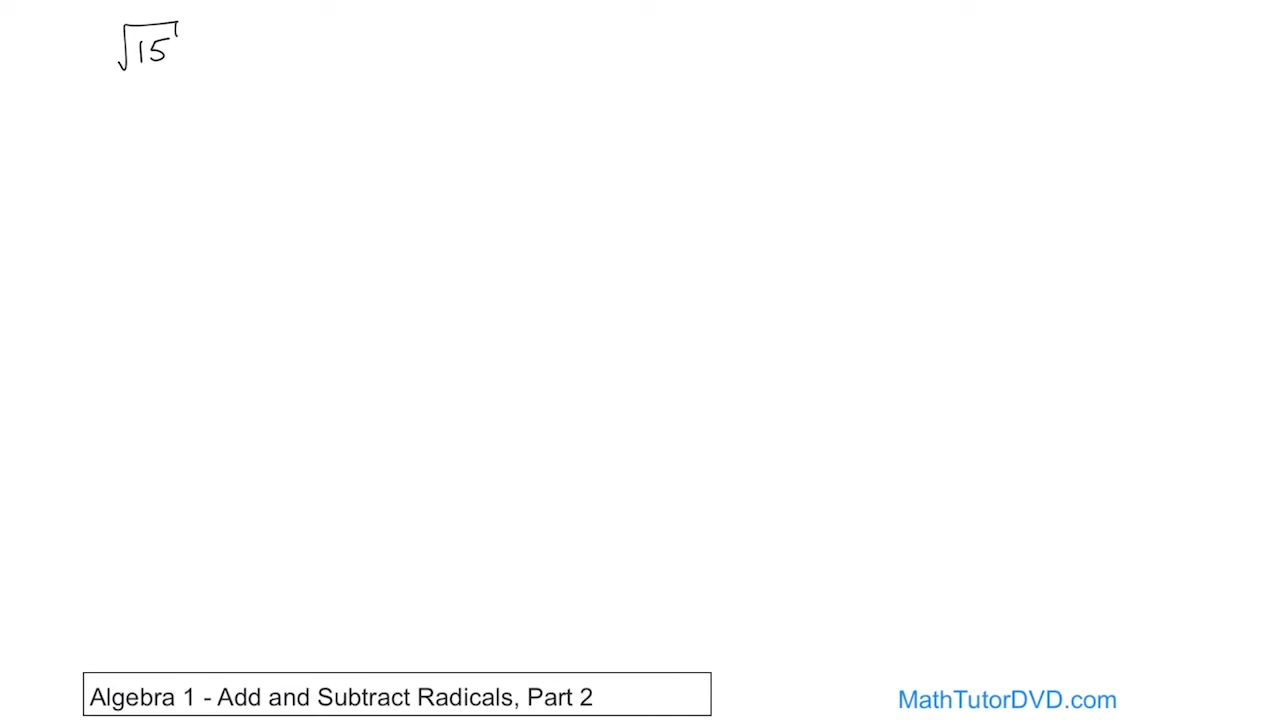 √15
Algebra 1 - Add and Subtract Radicals, Part 2
MathTutorDVD.com